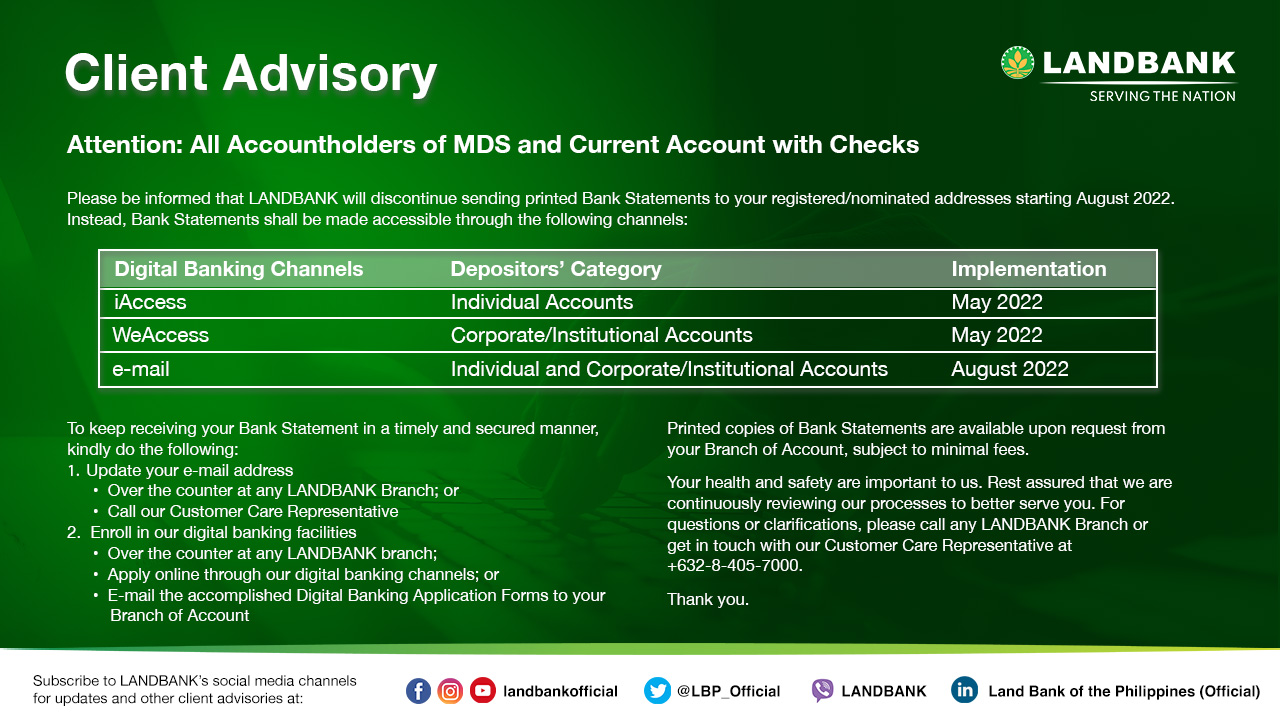 Client Advisory
LANDBANK
SERVING THE NATION
Attention: All Accountholders of MDS and Current Account with Checks
Please be informed that LANDBANK will discontinue sending printed Bank Statements to your registered/nominated addresses starting August 2022.
Instead, Bank Statements shall be made accessible through the following channels:
Digital Banking Channels Depositors’ Category Implementation
iAccess Individual Accounts May 2022
WeAccess Corporate/Institutional Accounts May 2022
e-mail Individual and Corporate/Institutional Accounts August 2022
To keep receiving your Bank Statement in a timely and secured manner,
kindly do the following:
1. Update your e-mail address
• Over the counter at any LANDBANK Branch; or
• Call our Customer Care Representative
2. Enroll in our digital banking facilities
• Over the counter at any LANDBANK branch;
• Apply online through our digital banking channels; or
• E-mail the accomplished Digital Banking Application Forms to your
Branch of Account
Printed copies of Bank Statements are available upon request from
your Branch of Account, subject to minimal fees.
Your health and safety are important to us. Rest assured that we are
continuously reviewing our processes to better serve you. For
questions or clarifications, please call any LANDBANK Branch or
get in touch with our Customer Care Representative at
+632-8-405-7000.
Thank you.
Subscribe to LANDBANK’s social media channels
for updates and other client advisories at:
landbankofficial @LBP_Official LANDBANK Land Bank of the Philippines (Official)